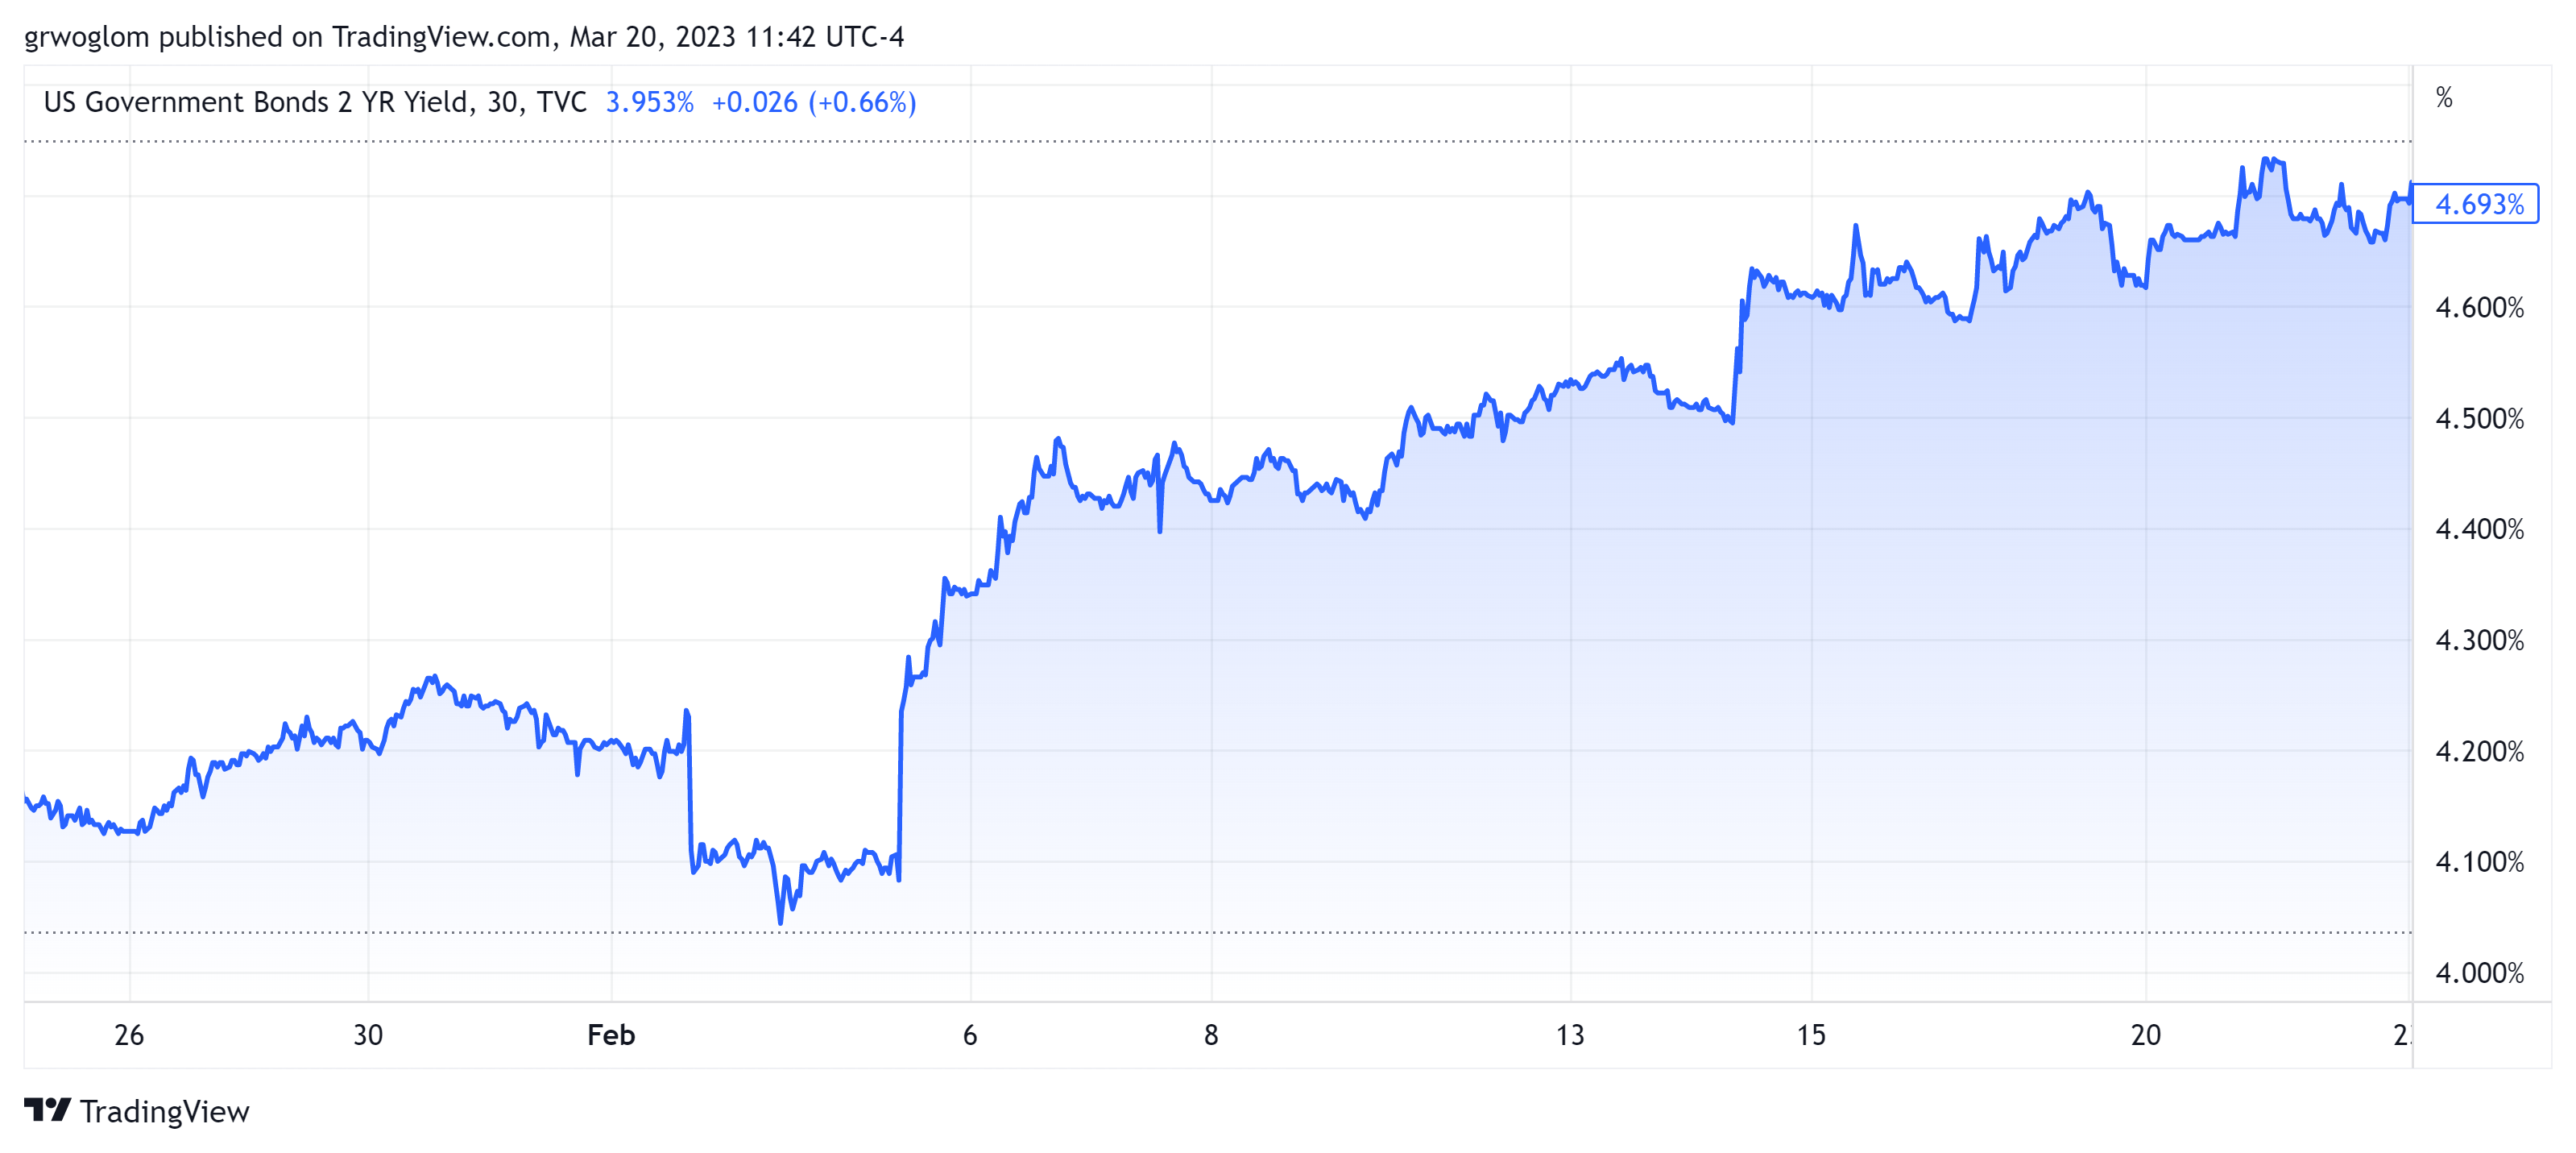 grwoglom published on TradingView.com, Mar 20, 2023 11:42 UTC-4
US Government Bonds 2 YR Yield, 30, TVC 3.953% +0.026 (+0.66%)
%
4.693%
4.600%
4.500%
4.400%
4.300%
4.200%
4.100%
4.000%
26 30 Feb 6 8 13 15 20
TradingView